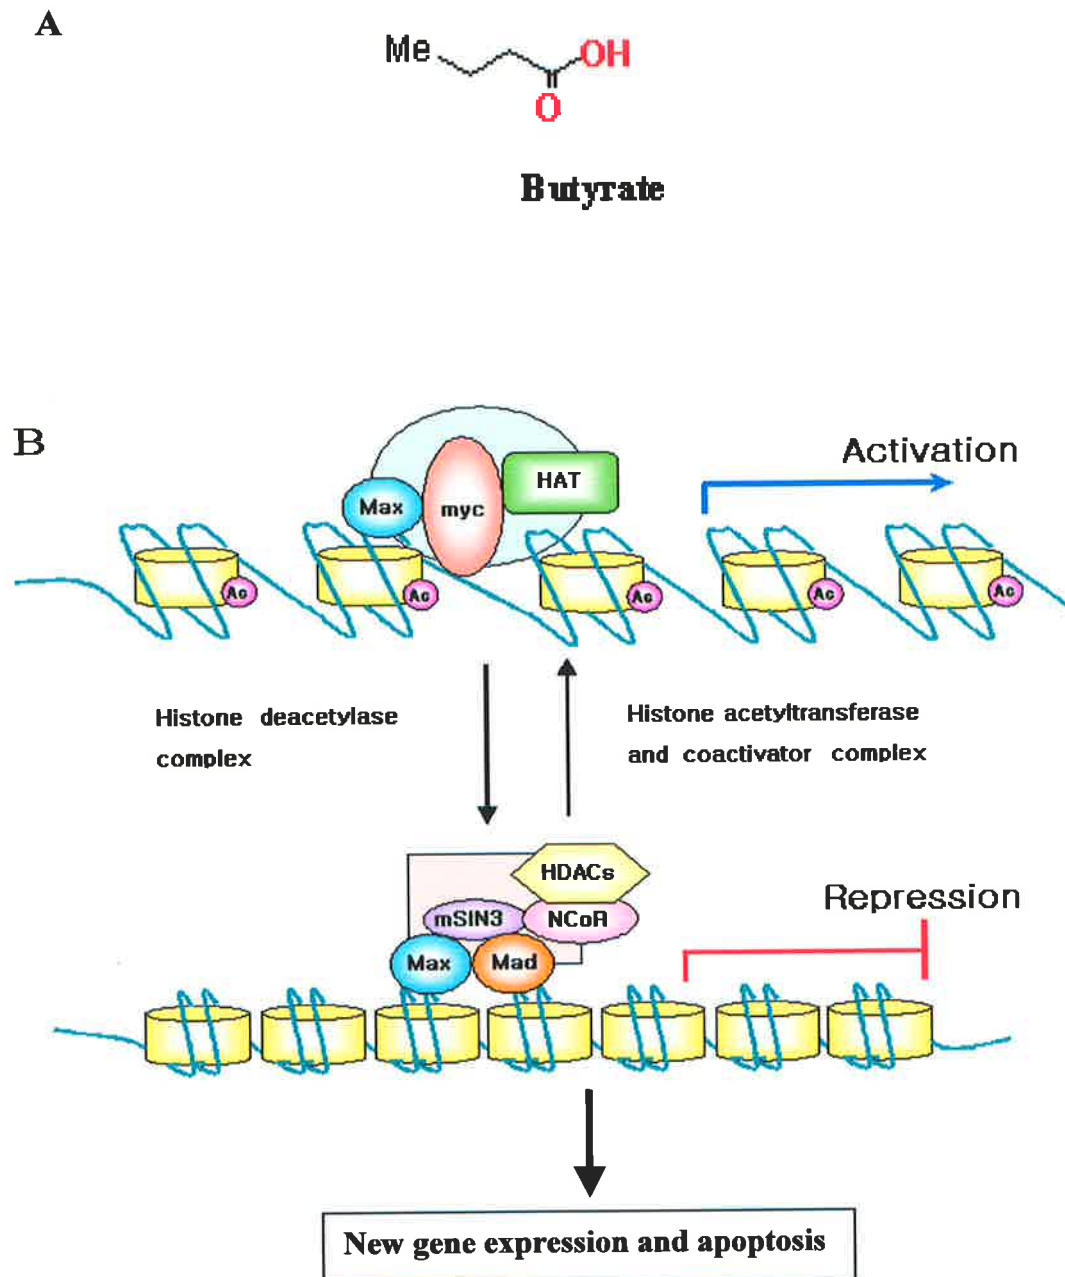 A
Me
OH
O
Butyrate
B
Activation
Max
myc
HAT
Ac
Ac
Ac
Ac
Ac
Histone deacetylase
complex
Histone acetyltransferase
and coactivator complex
HDACs
mSIN3
NCoR
Max
Mad
Repression
New gene expression and apoptosis